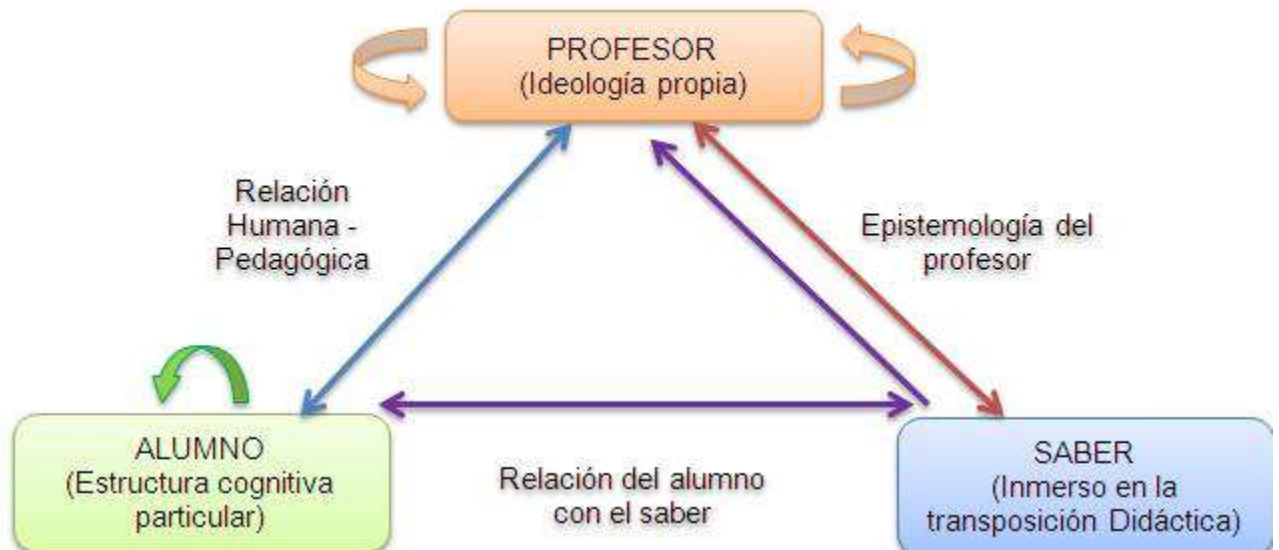 PROFESOR
(Ideología propia)
Relación
Humana -
Pedagógica
Epistemología del
profesor
ALUMNO
(Estructura cognitiva
particular)
Relación del alumno
con el saber
SABER
(Inmerso en la
transposición Didáctica)